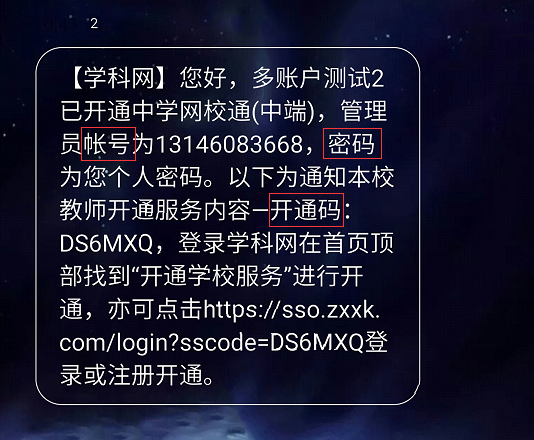 2
【学科网】您好，多账户测试2
已开通中学网校通(中端)，管理
员帐号为13146083668，密码
为您个人密码。以下为通知本校
教师开通服务内容—开通码：
DS6MXQ，登录学科网在首页顶
部找到“开通学校服务”进行开
通，亦可点击https://sso.zxxk.
com/login?sscode=DS6MXQ登
录或注册开通。